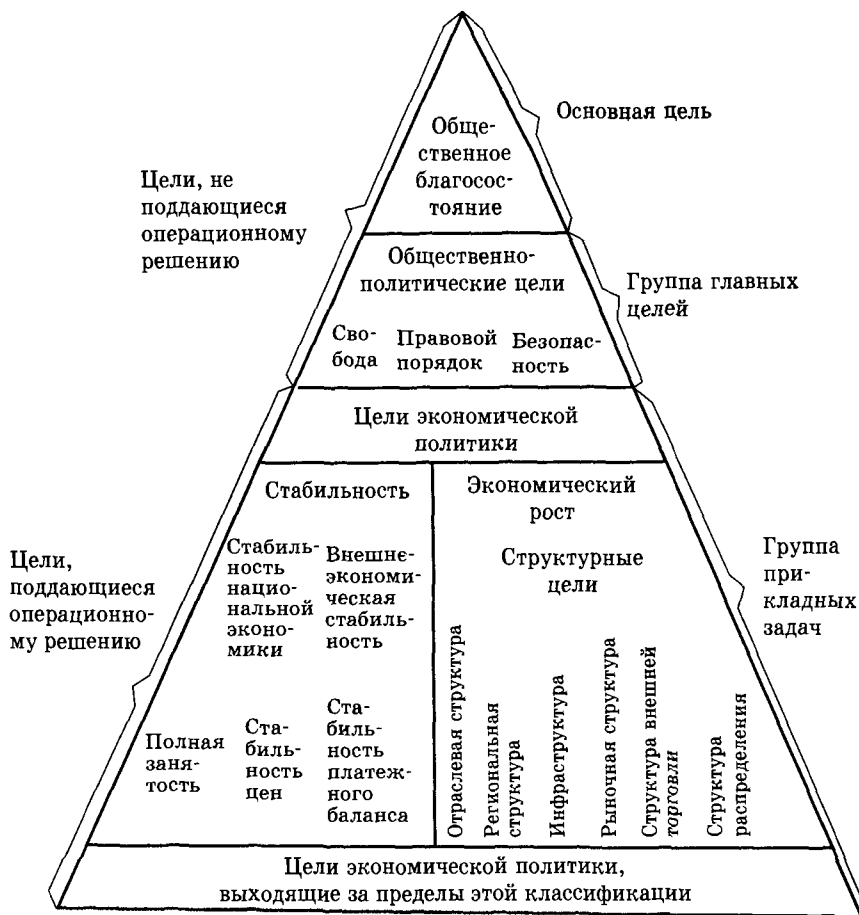 Основная цель
Обще-
ственное
благосос-
тояние
Цели, не
поддающиеся
операционному
решению
Общественно-
политические цели
Группа главных
целей
Сво-
бода
Правовой
порядок
Безопас-
ность
Цели экономической
политики
Стабильность
Экономический
рост
Цели,
поддающиеся
операционно-
му решению
Стабиль-
ность
нацио-
нальной
эконо-
мики
Внешне-
экономи-
ческая
стабиль-
ность
Структурные
цели
Группа
при-
кладных
задач
Полная
заня-
тость
Ста-
биль-
ность
цен
Ста-
биль-
ность
платеж-
ного
баланса
Отраслевая структура
Региональная
структура
Инфраструктура
Рыночная структура
Структура внешней
торговли
Структура
распределения
Цели экономической политики,
выходящие за пределы этой классификации